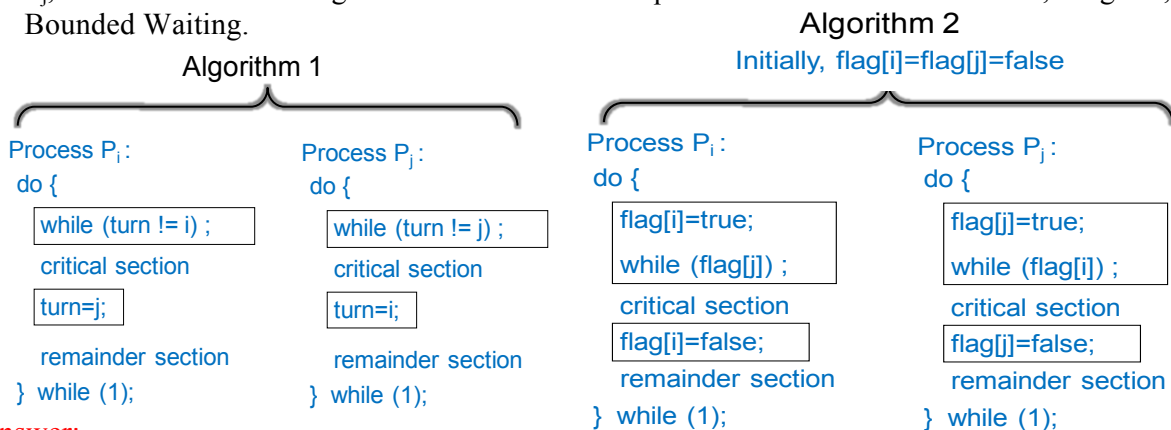 Bounded Waiting.
Algorithm 1
Process Pi :
do {
while (turn != i) ;
critical section
turn=j;
remainder section
} while (1);
Process Pj :
do {
while (turn != j) ;
critical section
turn=i;
remainder section
} while (1);
Algorithm 2
Initially, flag[i]=flag[j]=false
Process Pi :
do {
flag[i]=true;
while (flag[j]) ;
critical section
flag[i]=false;
remainder section
} while (1);
Process Pj :
do {
flag[j]=true;
while (flag[i]) ;
critical section
flag[j]=false;
remainder section
} while (1);